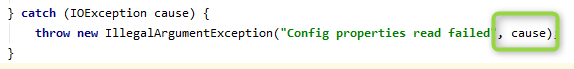 } catch (IOException cause) {
throw new IllegalArgumentException("Config properties read failed", cause);
}